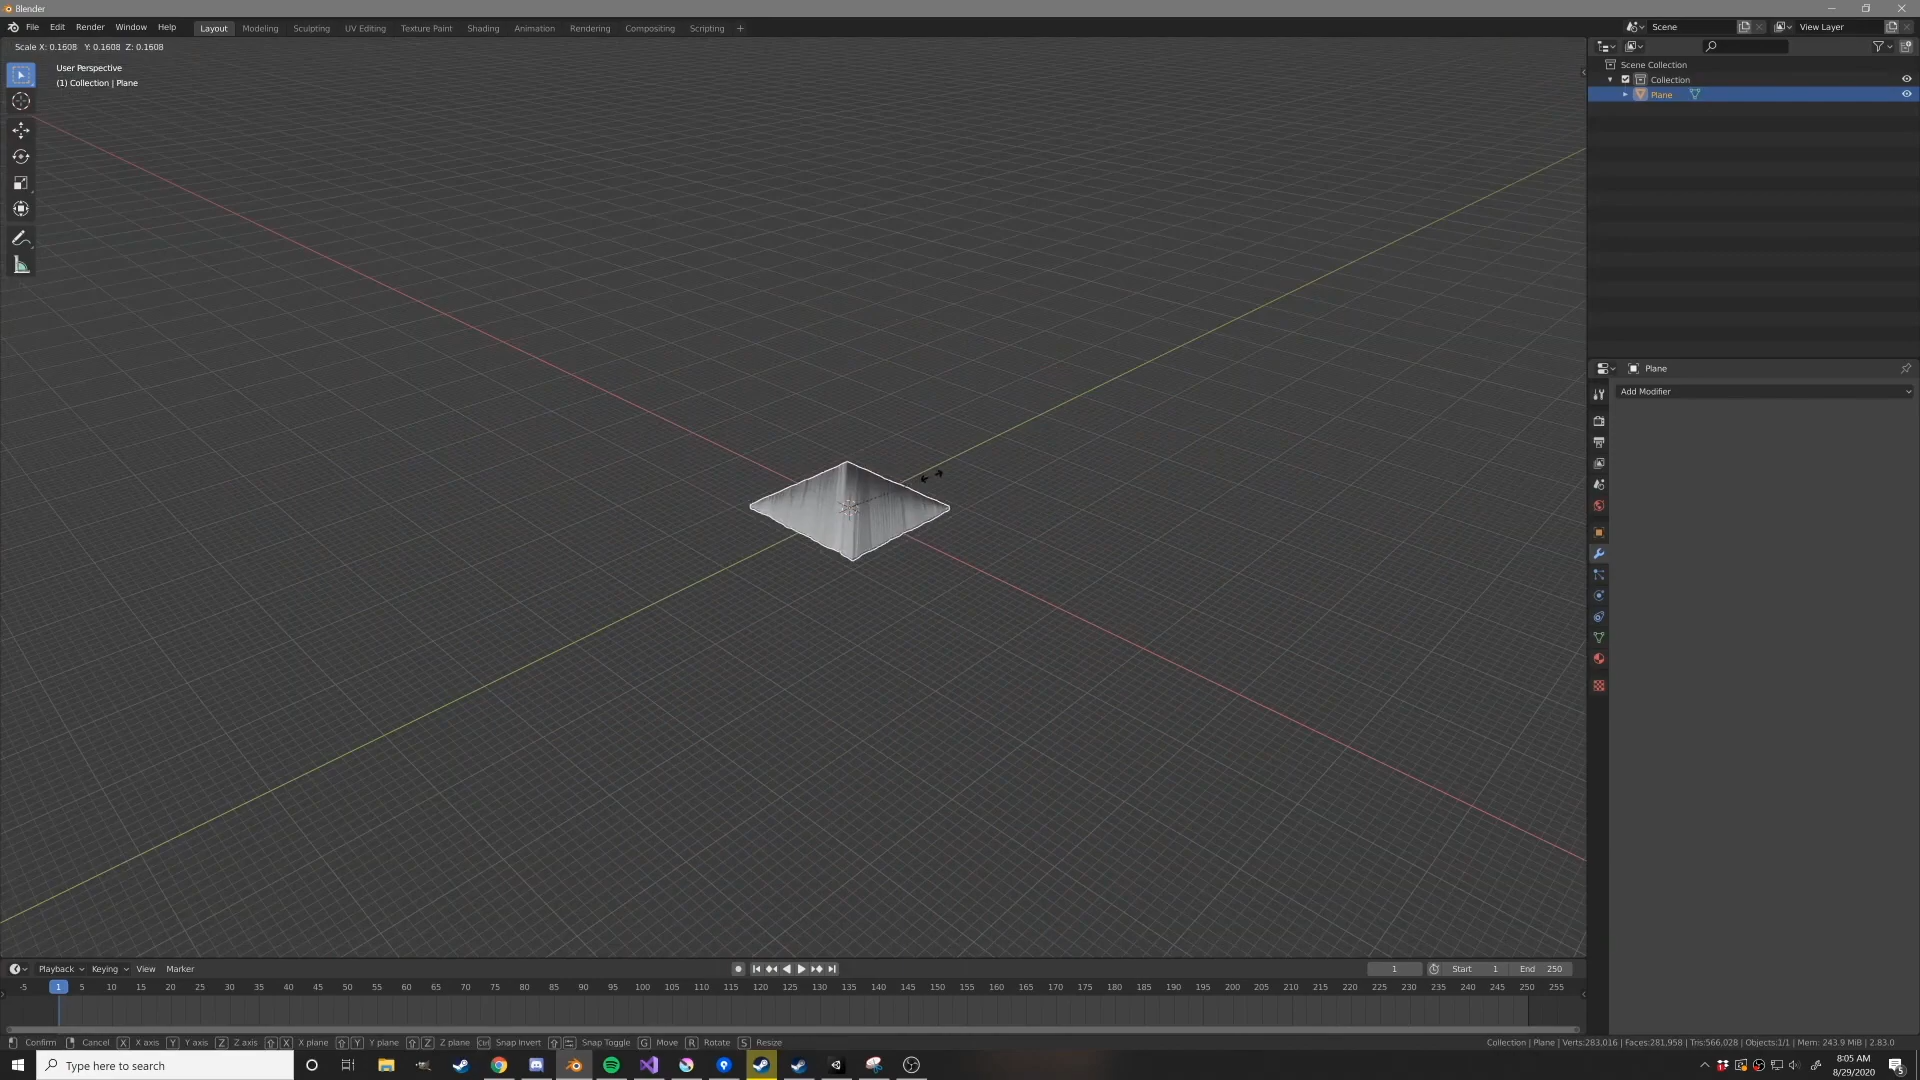 Blender
File Edit Render Window Help Layout Modeling Sculpting UV Editing Texture Paint Shading Animation Rendering Compositing Scripting + Scene View Layer
Scale X: 0.1608 Y: 0.1608 Z: 0.1608
User Perspective
(1) Collection | Plane
Scene Collection
Collection
Plane
Plane
Add Modifier
Playback Keying View Marker 1 Start 1 End 250
-5 1 5 10 15 20 25 30 35 40 45 50 55 60 65 70 75 80 85 90 95 100 105 110 115 120 125 130 135 140 145 150 155 160 165 170 175 180 185 190 195 200 205 210 215 220 225 230 235 240 245 250 255
Confirm Cancel X X axis Y Y axis Z Z axis X X plane Y Y plane Z Z plane Ctrl Snap Invert Snap Toggle G Move R Rotate S Resize Collection | Plane | Verts:283,016 | Faces:281,958 | Tris:566,028 | Objects:1/1 | Mem: 243.9 MiB | 2.83.0
Type here to search
8:05 AM
8/29/2020
5